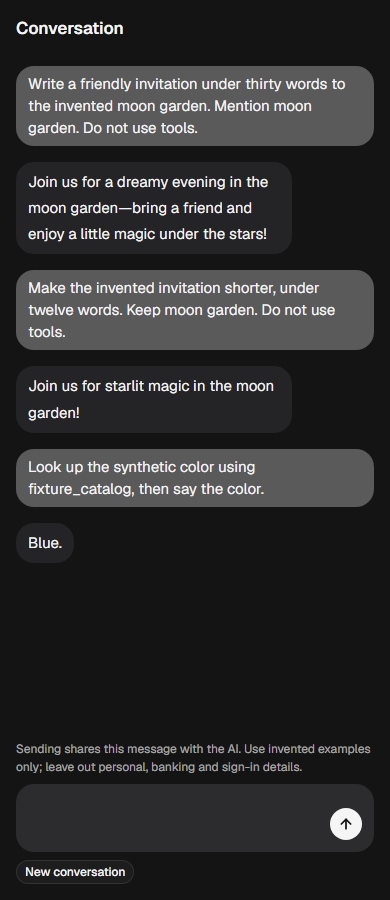 Conversation
Write a friendly invitation under thirty words to
the invented moon garden. Mention moon
garden. Do not use tools.
Join us for a dreamy evening in the
moon garden—bring a friend and
enjoy a little magic under the stars!
Make the invented invitation shorter, under
twelve words. Keep moon garden. Do not use
tools.
Join us for starlit magic in the moon
garden!
Look up the synthetic color using
fixture_catalog, then say the color.
Blue.
Sending shares this message with the AI. Use invented examples
only; leave out personal, banking and sign-in details.
New conversation